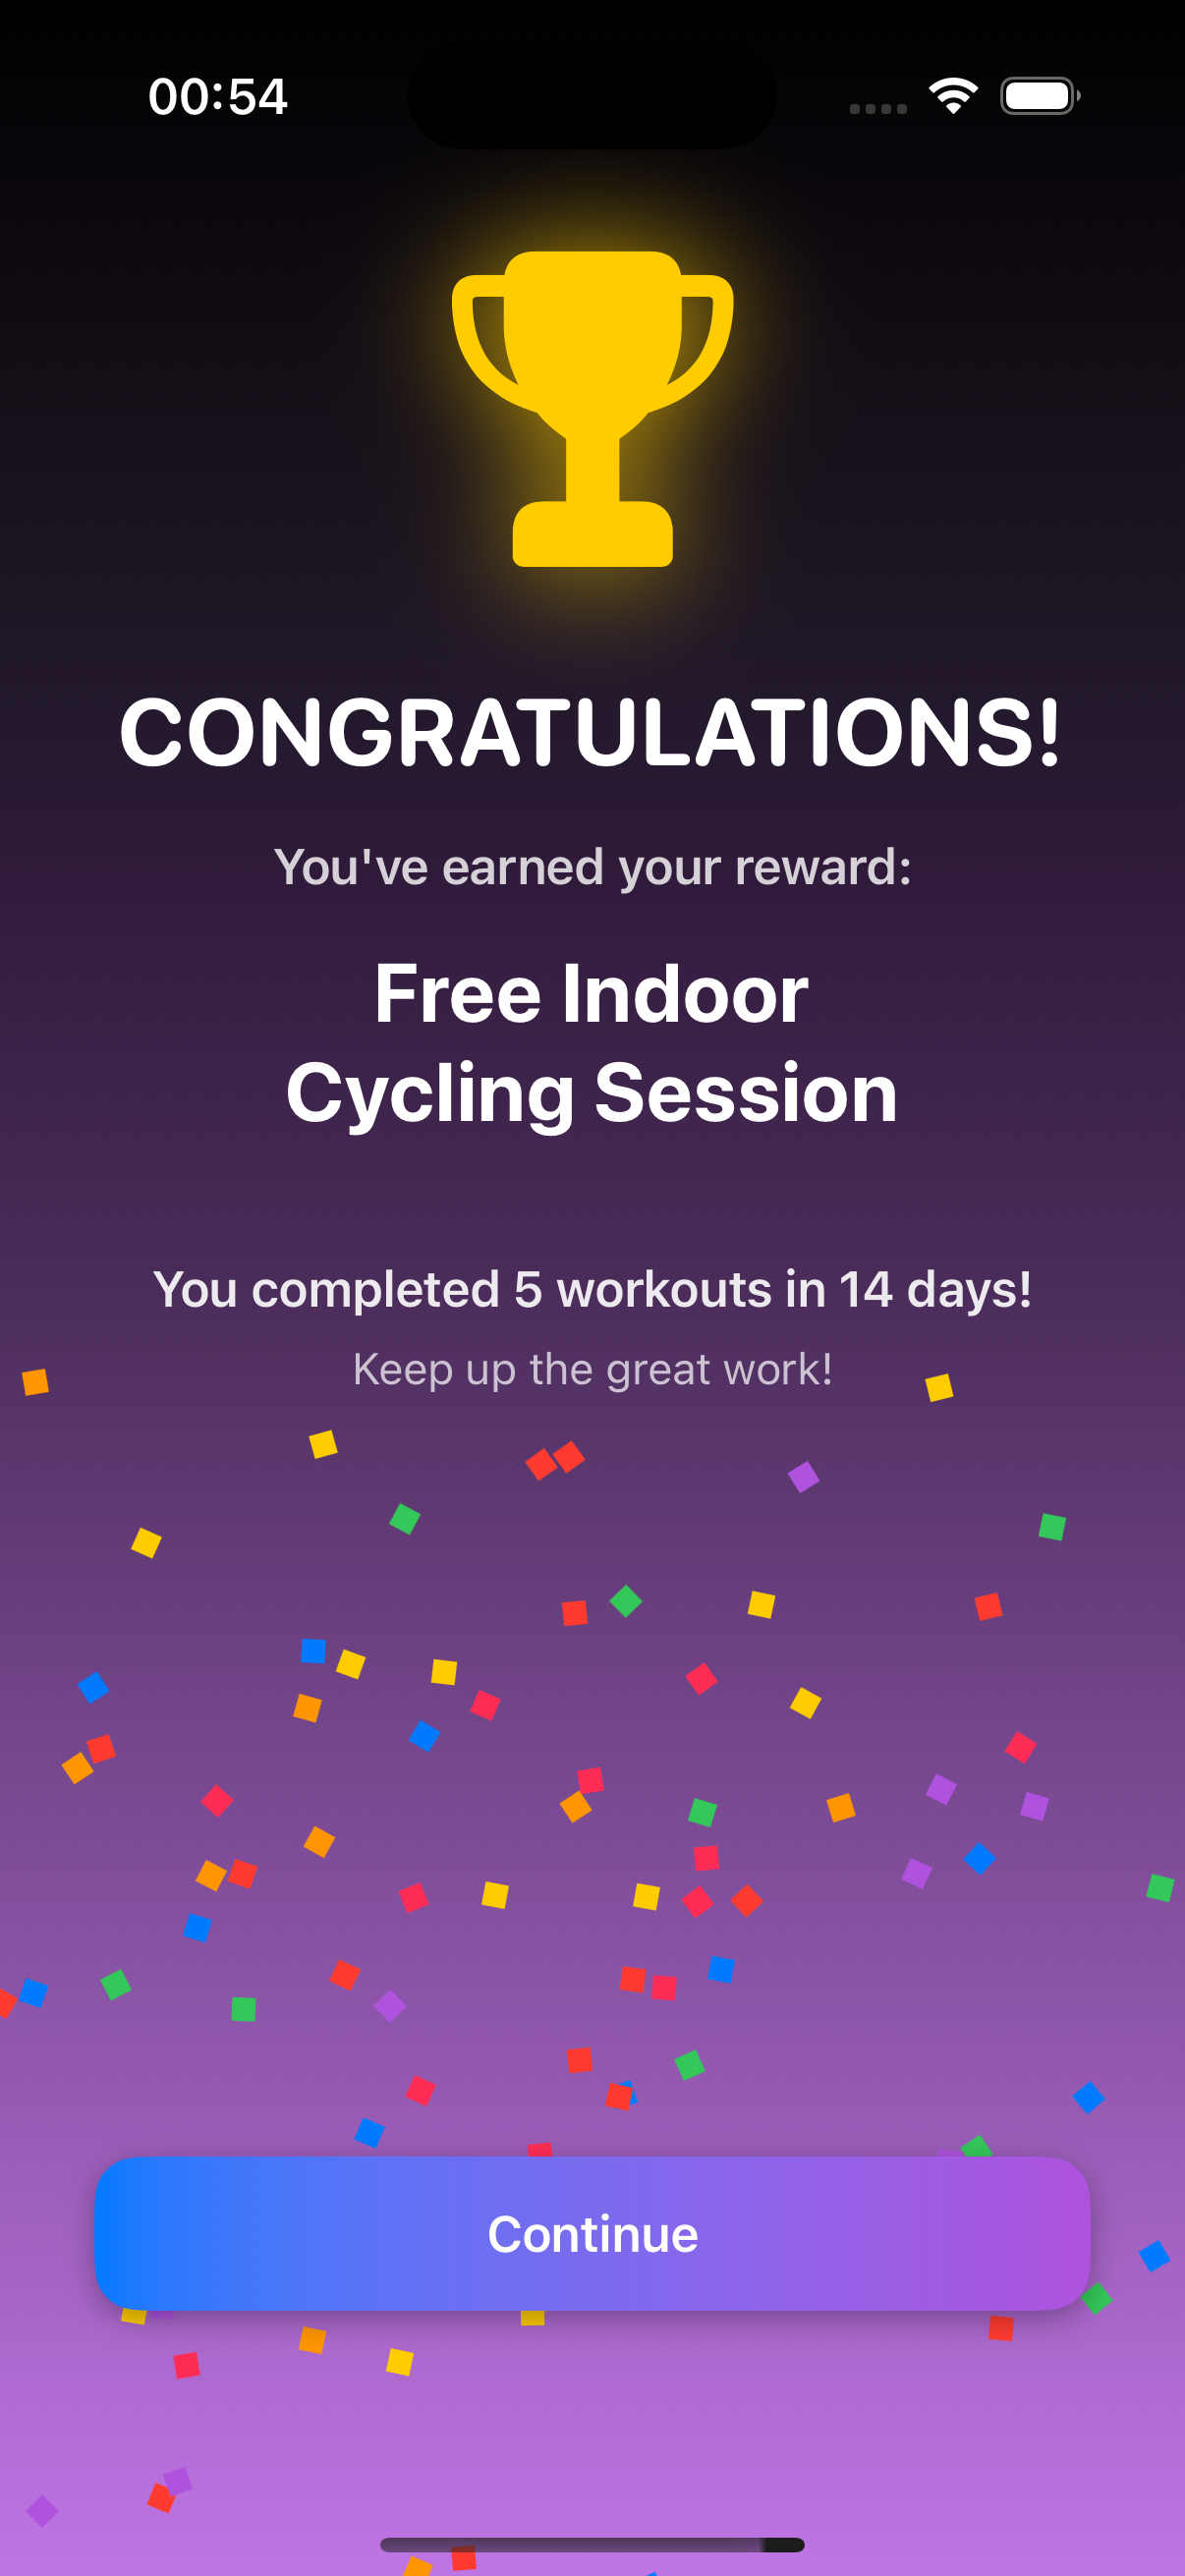 00:54
CONGRATULATIONS!
You've earned your reward:
Free Indoor
Cycling Session
You completed 5 workouts in 14 days!
Keep up the great work!
Continue